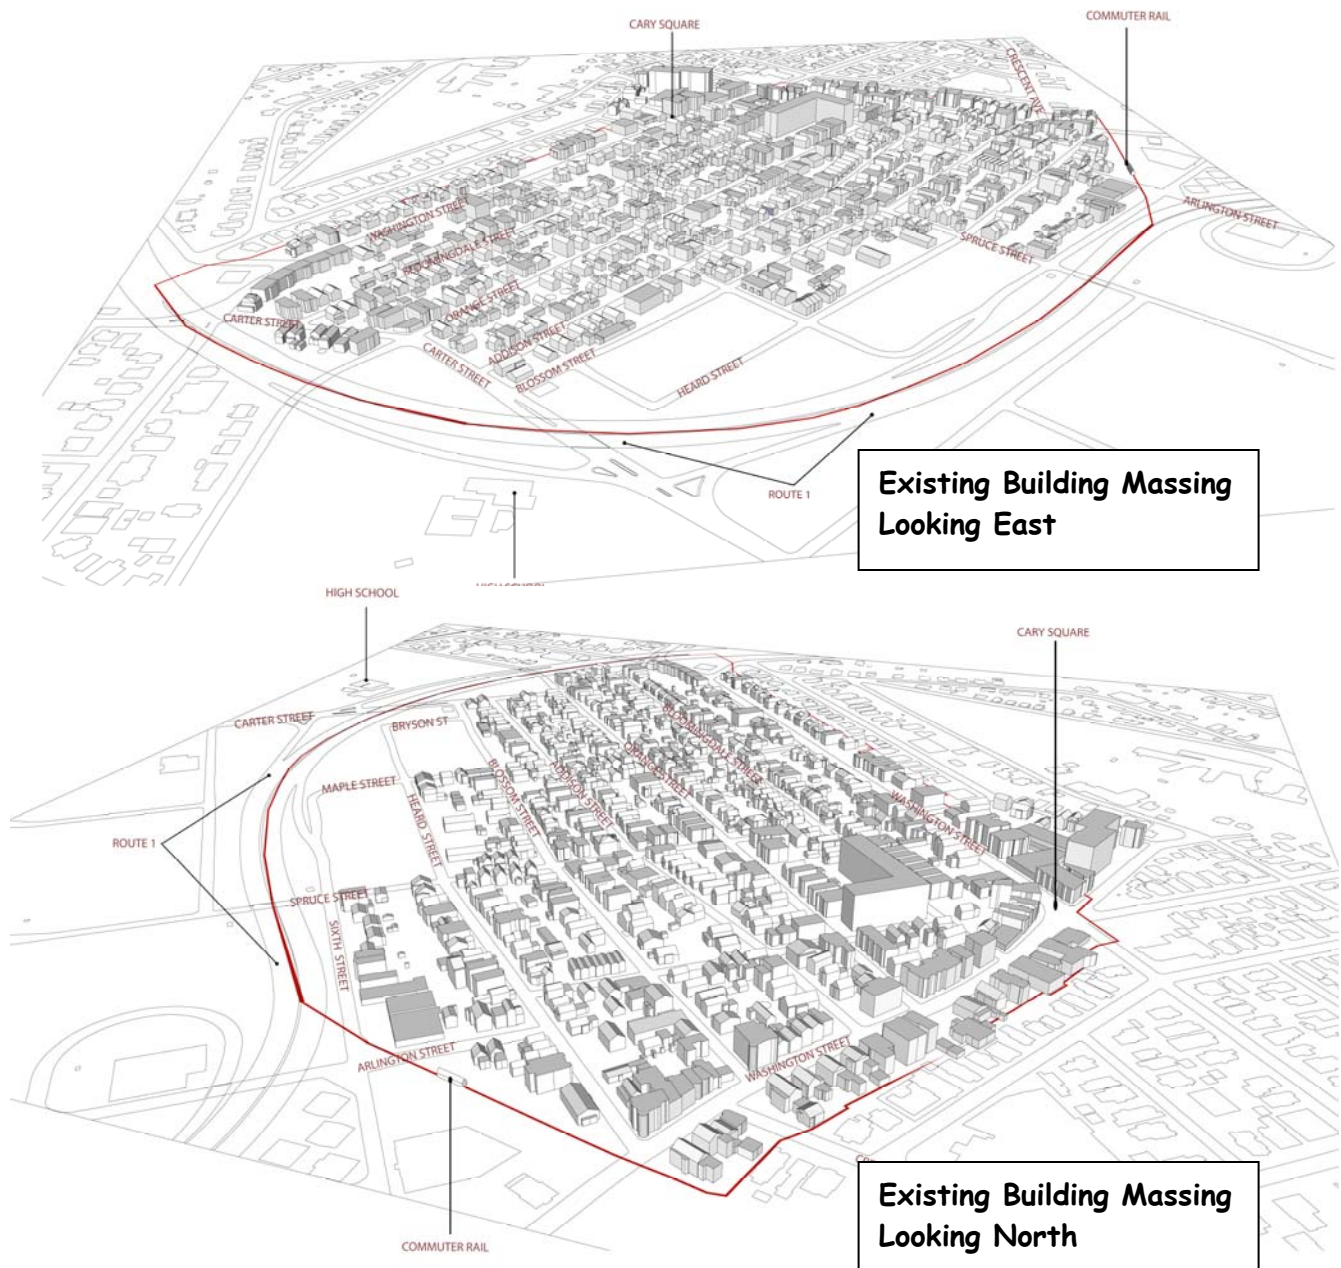 CARY SQUARE
COMMUTER RAIL
CRESCENT AVE
ARLINGTON STREET
WASHINGTON STREET
BLOOMINGDALE STREET
SPRUCE STREET
ORANGE STREET
CARTER STREET
ADDISON STREET
CARTER STREET
BLOSSOM STREET
HEARD STREET
ROUTE 1
Existing Building Massing
Looking East
HIGH SCHOOL
HIGH SCHOOL
CARY SQUARE
CARTER STREET
BRYSON ST
BLOOMINGDALE STREET
ORANGE STREET
ADDISON STREET
BLOSSOM STREET
MAPLE STREET
HEARD STREET
WASHINGTON STREET
ROUTE 1
SPRUCE STREET
SIXTH STREET
ARLINGTON STREET
WASHINGTON STREET
COMMUTER RAIL
Existing Building Massing
Looking North